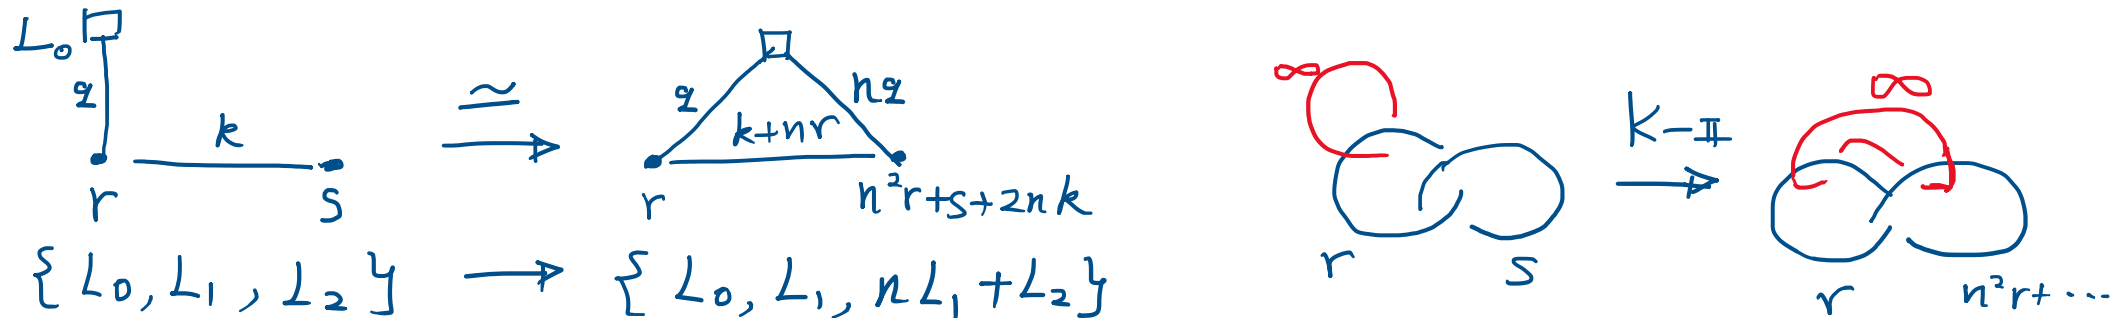 L₀
q
k
r
s
≃
q
nq
k+nr
r
n²r+s+2nk
{L₀, L₁, L₂} → {L₀, L₁, nL₁+L₂}
∞
r
s
K-II
∞
r
n²r+...